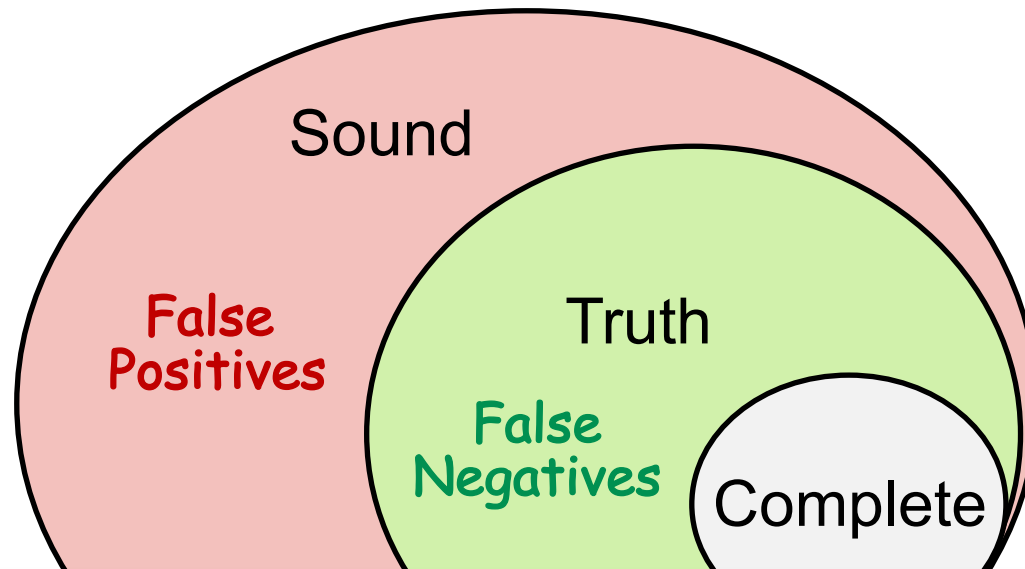 Sound
False
Positives
Truth
False
Negatives
Complete